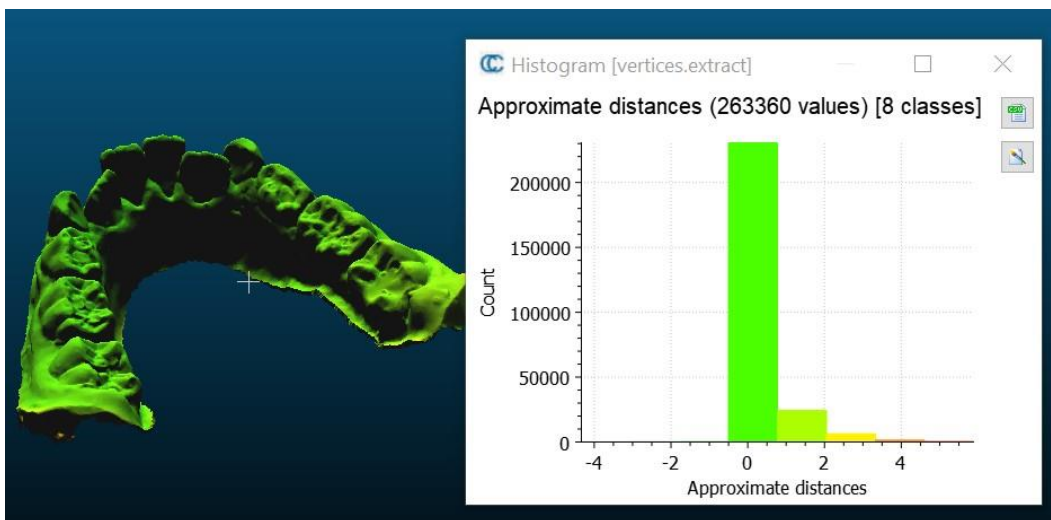 Histogram [vertices.extract]
Approximate distances (263360 values) [8 classes]
CSV
200000
150000
100000
50000
0
Count
-4 -2 0 2 4
Approximate distances